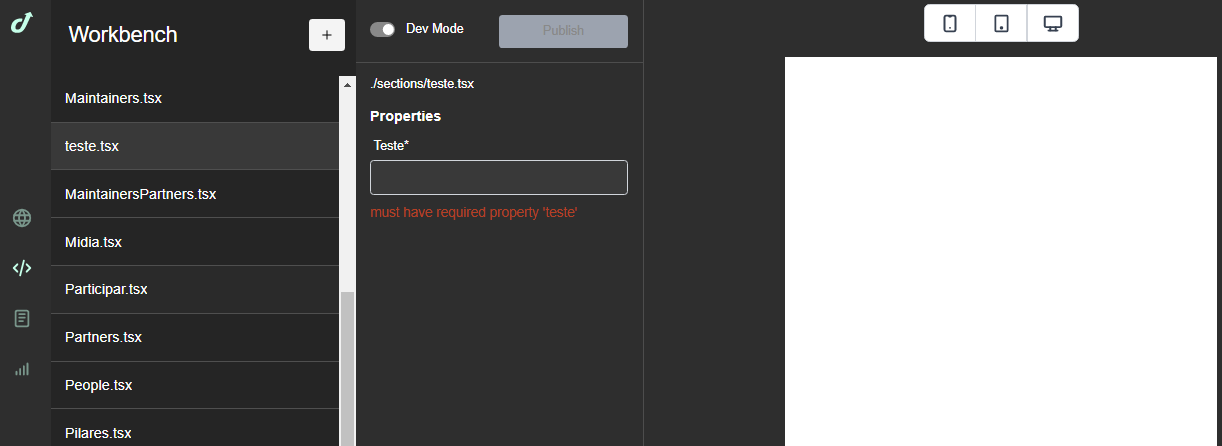 Workbench
+
Maintainers.tsx
teste.tsx
MaintainersPartners.tsx
Midia.tsx
Participar.tsx
Partners.tsx
People.tsx
Pilares.tsx
Dev Mode
Publish
./sections/teste.tsx
Properties
Teste*
must have required property 'teste'